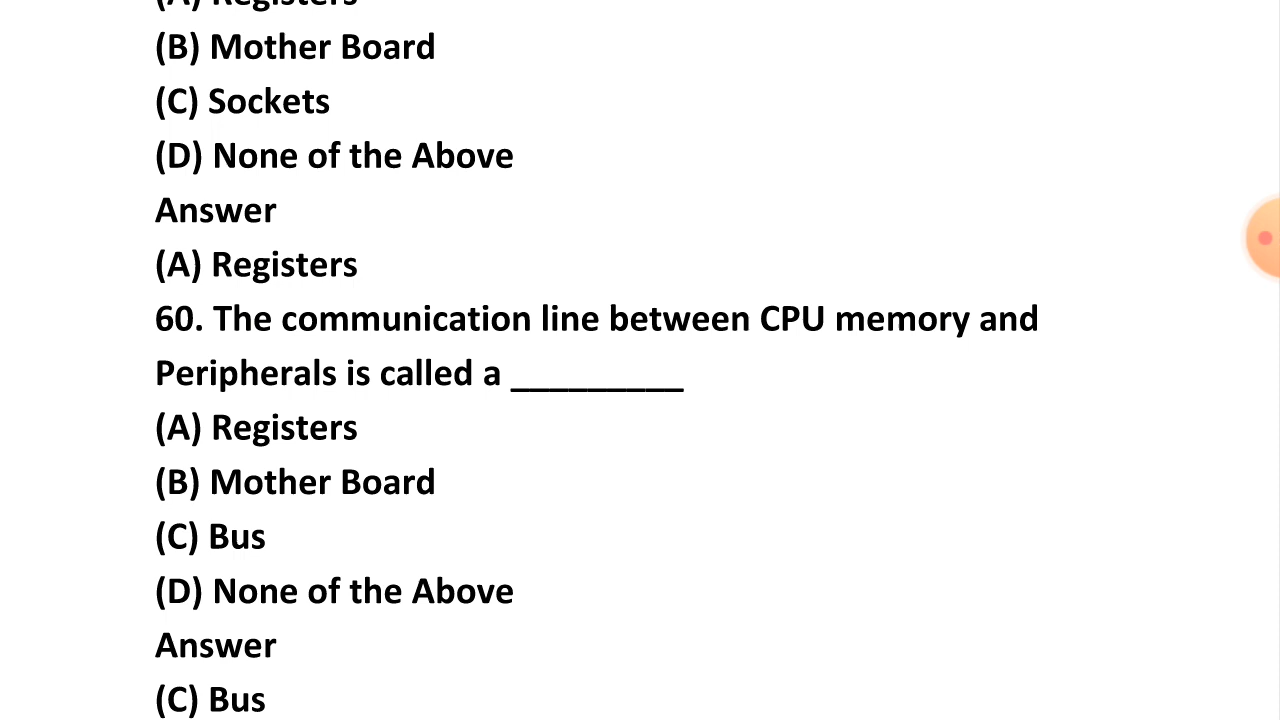 (A) Registers
(B) Mother Board
(C) Sockets
(D) None of the Above
Answer
(A) Registers
60. The communication line between CPU memory and
Peripherals is called a _________
(A) Registers
(B) Mother Board
(C) Bus
(D) None of the Above
Answer
(C) Bus